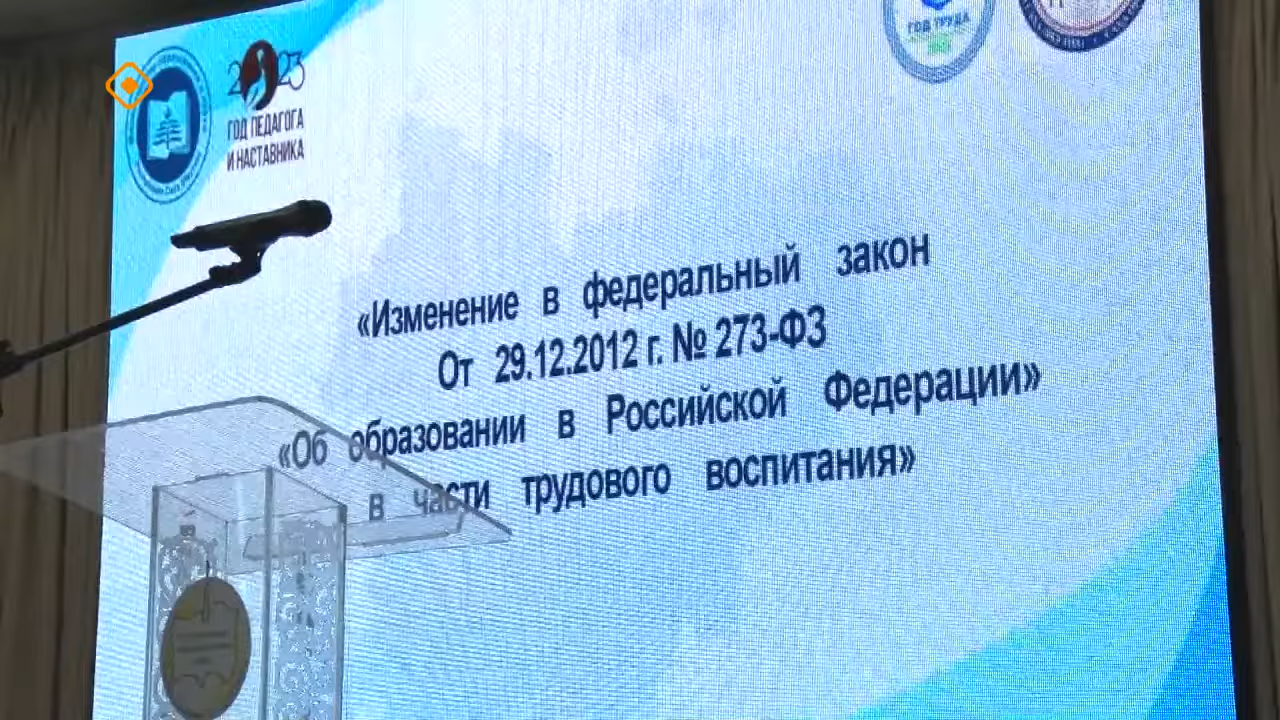 2023
ГОД ПЕДАГОГА
И НАСТАВНИКА
ГОД ТРУДА
«Изменение в федеральный закон
От 29.12.2012 г. № 273-ФЗ
«Об образовании в Российской Федерации»
в части трудового воспитания»